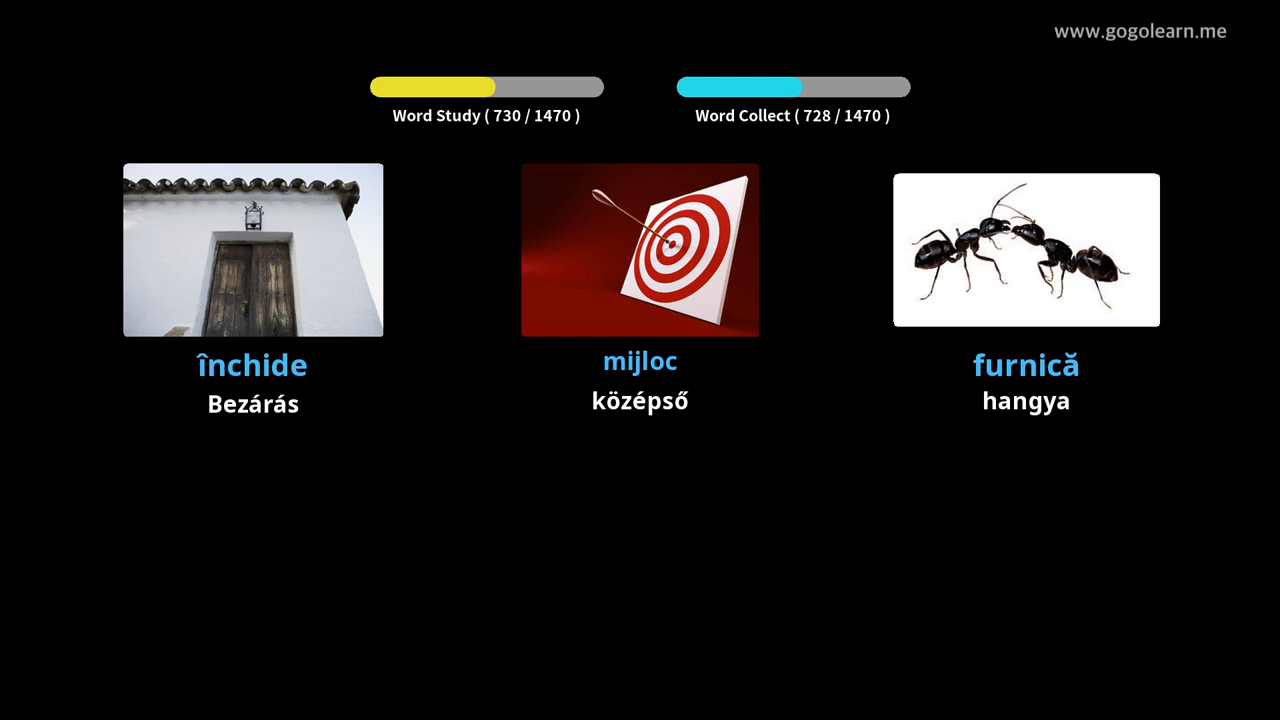 www.gogolearn.me
Word Study ( 730 / 1470 )
Word Collect ( 728 / 1470 )
închide
Bezárás
mijloc
középső
furnică
hangya